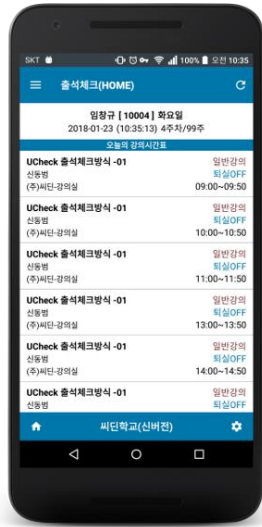 SKT 100% 오전 10:35
출석체크(HOME)
임창규 [ 10004 ] 화요일
2018-01-23 (10:35:13) 4주차/99주
오늘의 강의시간표
UCheck 출석체크방식 -01 일반강의
신동범 퇴실OFF
(주)씨딘-강의실 09:00~09:50
UCheck 출석체크방식 -01 일반강의
신동범 퇴실OFF
(주)씨딘-강의실 10:00~10:50
UCheck 출석체크방식 -01 일반강의
신동범 퇴실OFF
(주)씨딘-강의실 11:00~11:50
UCheck 출석체크방식 -01 일반강의
신동범 퇴실OFF
(주)씨딘-강의실 13:00~13:50
UCheck 출석체크방식 -01 일반강의
신동범 퇴실OFF
(주)씨딘-강의실 14:00~14:50
UCheck 출석체크방식 -01 일반강의
신동범 퇴실OFF
씨딘학교(신버전)